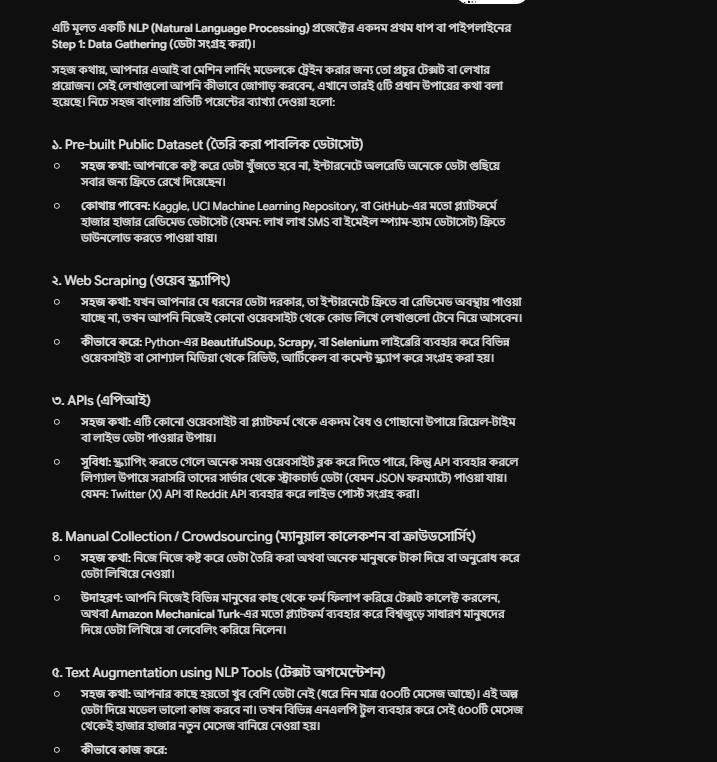 এটি মূলত একটি NLP (Natural Language Processing) প্রজেক্টের একদম প্রথম ধাপ বা পাইপলাইনের
Step 1: Data Gathering (ডেটা সংগ্রহ করা)।
সহজ কথায়, আপনার এআই বা মেশিন লার্নিং মডেলকে ট্রেইন করার জন্য তো প্রচুর টেক্সট বা লেখার
প্রয়োজন। সেই লেখাগুলো আপনি কীভাবে জোগাড় করবেন, এখানে তারই ৫টি প্রধান উপায়ের কথা বলা
হয়েছে। নিচে সহজ বাংলায় প্রতিটি পয়েন্টের ব্যাখ্যা দেওয়া হলো:
১. Pre-built Public Dataset (তৈরি করা পাবলিক ডেটাসেট)
○ সহজ কথা: আপনাকে কষ্ট করে ডেটা খুঁজতে হবে না, ইন্টারনেটে অলরেডি অনেকে ডেটা গুছিয়ে
সবার জন্য ফ্রিতে রেখে দিয়েছেন।
○ কোথায় পাবেন: Kaggle, UCI Machine Learning Repository, বা GitHub-এর মতো প্ল্যাটফর্মে
হাজার হাজার রেডিমেড ডেটাসেট (যেমন: লাখ লাখ SMS বা ইমেইল স্প্যাম-হ্যাম ডেটাসেট) ফ্রিতে
ডাউনলোড করতে পাওয়া যায়।
২. Web Scraping (ওয়েব স্ক্র্যাপিং)
○ সহজ কথা: যখন আপনার যে ধরনের ডেটা দরকার, তা ইন্টারনেটে ফ্রিতে বা রেডিমেড অবস্থায় পাওয়া
যাচ্ছে না, তখন আপনি নিজেই কোনো ওয়েবসাইট থেকে কোড লিখে লেখাগুলো টেনে নিয়ে আসবেন।
○ কীভাবে করে: Python-এর BeautifulSoup, Scrapy, বা Selenium লাইব্রেরি ব্যবহার করে বিভিন্ন
ওয়েবসাইট বা সোশ্যাল মিডিয়া থেকে রিভিউ, আর্টিকেল বা কমেন্ট স্ক্র্যাপ করে সংগ্রহ করা হয়।
৩. APIs (এপিআই)
○ সহজ কথা: এটি কোনো ওয়েবসাইট বা প্ল্যাটফর্ম থেকে একদম বৈধ ও গোছানো উপায়ে রিয়েল-টাইম
বা লাইভ ডেটা পাওয়ার উপায়।
○ সুবিধা: স্ক্র্যাপিং করতে গেলে অনেক সময় ওয়েবসাইট ব্লক করে দিতে পারে, কিন্তু API ব্যবহার করলে
লিগ্যাল উপায়ে সরাসরি তাদের সার্ভার থেকে স্ট্রাকচার্ড ডেটা (যেমন JSON ফরম্যাটে) পাওয়া যায়।
যেমন: Twitter (X) API বা Reddit API ব্যবহার করে লাইভ পোস্ট সংগ্রহ করা।
৪. Manual Collection / Crowdsourcing (ম্যানুয়াল কালেকশন বা ক্রাউডসোর্সিং)
○ সহজ কথা: নিজে নিজে কষ্ট করে ডেটা তৈরি করা অথবা অনেক মানুষকে টাকা দিয়ে বা অনুরোধ করে
ডেটা লিখিয়ে নেওয়া।
○ উদাহরণ: আপনি নিজেই বিভিন্ন মানুষের কাছ থেকে ফর্ম ফিলাপ করিয়ে টেক্সট কালেক্ট করলেন,
অথবা Amazon Mechanical Turk-এর মতো প্ল্যাটফর্ম ব্যবহার করে বিশ্বজুড়ে সাধারণ মানুষদের
দিয়ে ডেটা লিখিয়ে বা লেবেলিং করিয়ে নিলেন।
৫. Text Augmentation using NLP Tools (টেক্সট অগমেন্টেশন)
○ সহজ কথা: আপনার কাছে হয়তো খুব বেশি ডেটা নেই (ধরে নিন মাত্র ৫০০টি মেসেজ আছে)। এই অল্প
ডেটা দিয়ে মডেল ভালো কাজ করবে না। তখন বিভিন্ন এনএলপি টুল ব্যবহার করে সেই ৫০০টি মেসেজ
থেকেই হাজার হাজার নতুন মেসেজ বানিয়ে নেওয়া হয়।
○ কীভাবে কাজ করে: